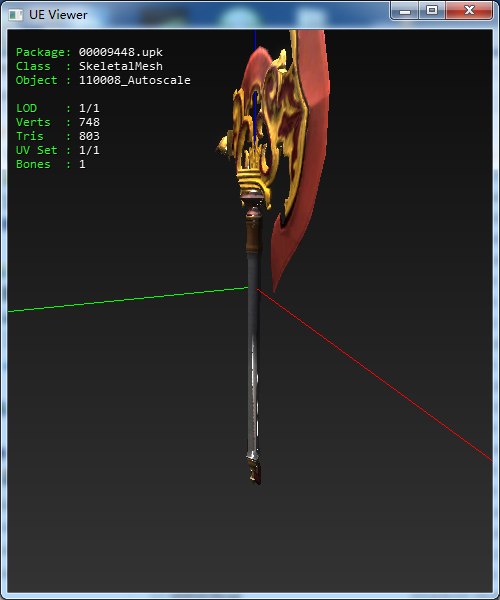 UE Viewer
Package: 00009448.upk
Class : SkeletalMesh
Object : 110008_Autoscale
LOD : 1/1
Verts : 748
Tris : 803
UV Set : 1/1
Bones : 1